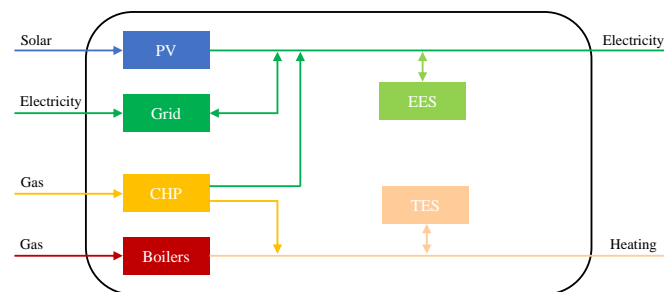 Solar
PV
Electricity
Electricity
Grid
EES
Gas
CHP
TES
Gas
Boilers
Heating